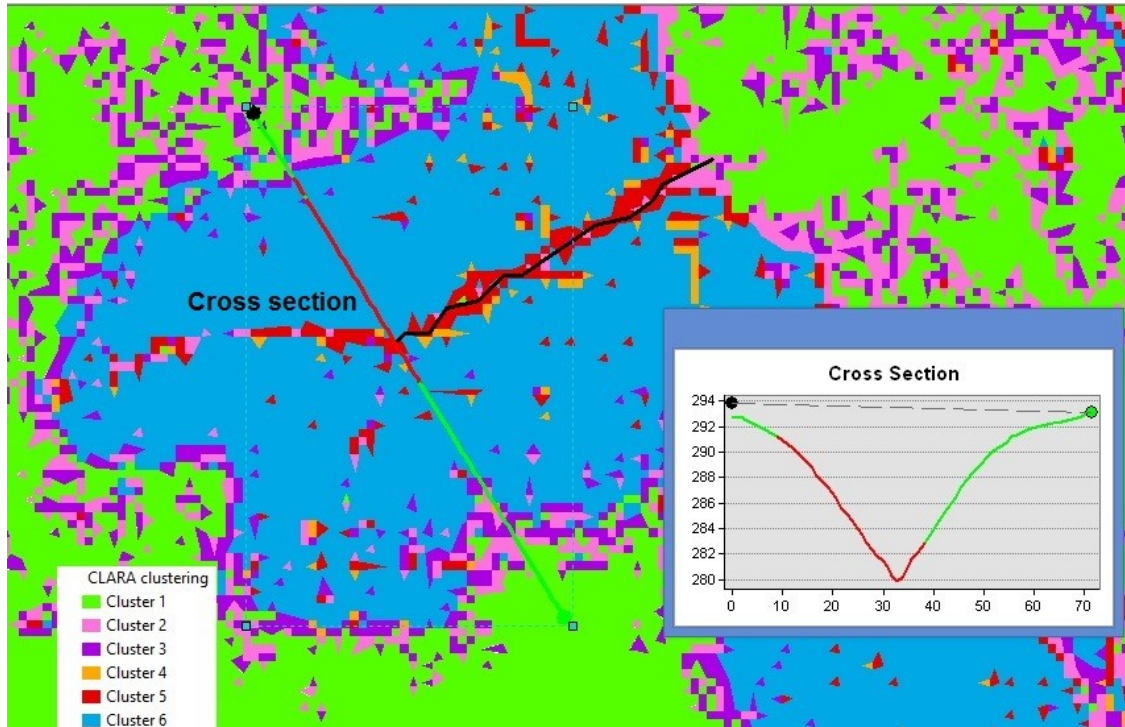 Cross section
Cross Section
294
292
290
288
286
284
282
280
0 10 20 30 40 50 60 70
CLARA clustering
Cluster 1
Cluster 2
Cluster 3
Cluster 4
Cluster 5
Cluster 6